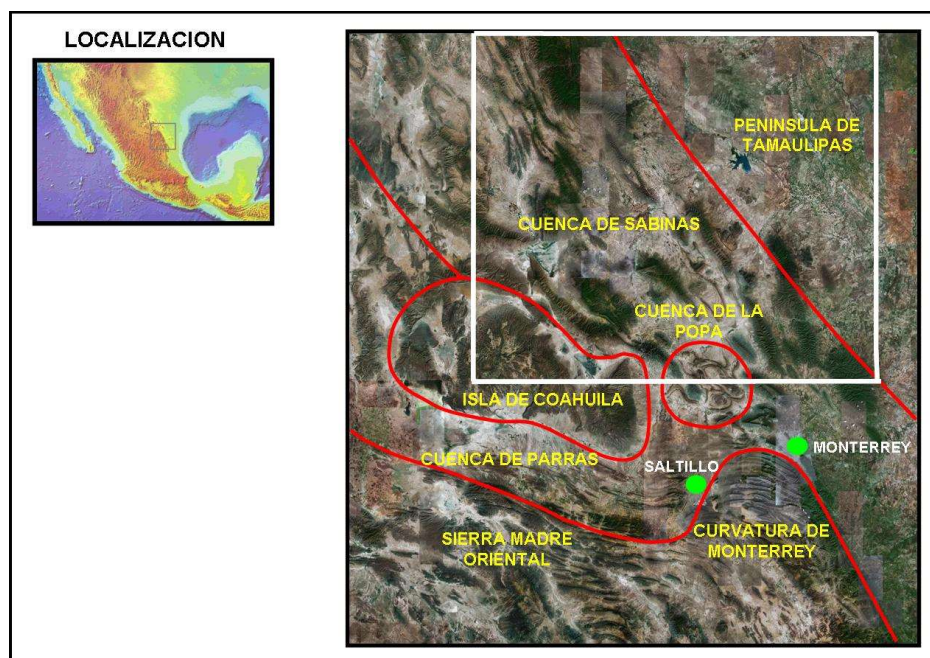 LOCALIZACION
PENINSULA DE
TAMAULIPAS
CUENCA DE SABINAS
CUENCA DE LA
POPA
ISLA DE COAHUILA
MONTERREY
CUENCA DE PARRAS
SALTILLO
CURVATURA DE
MONTERREY
SIERRA MADRE
ORIENTAL